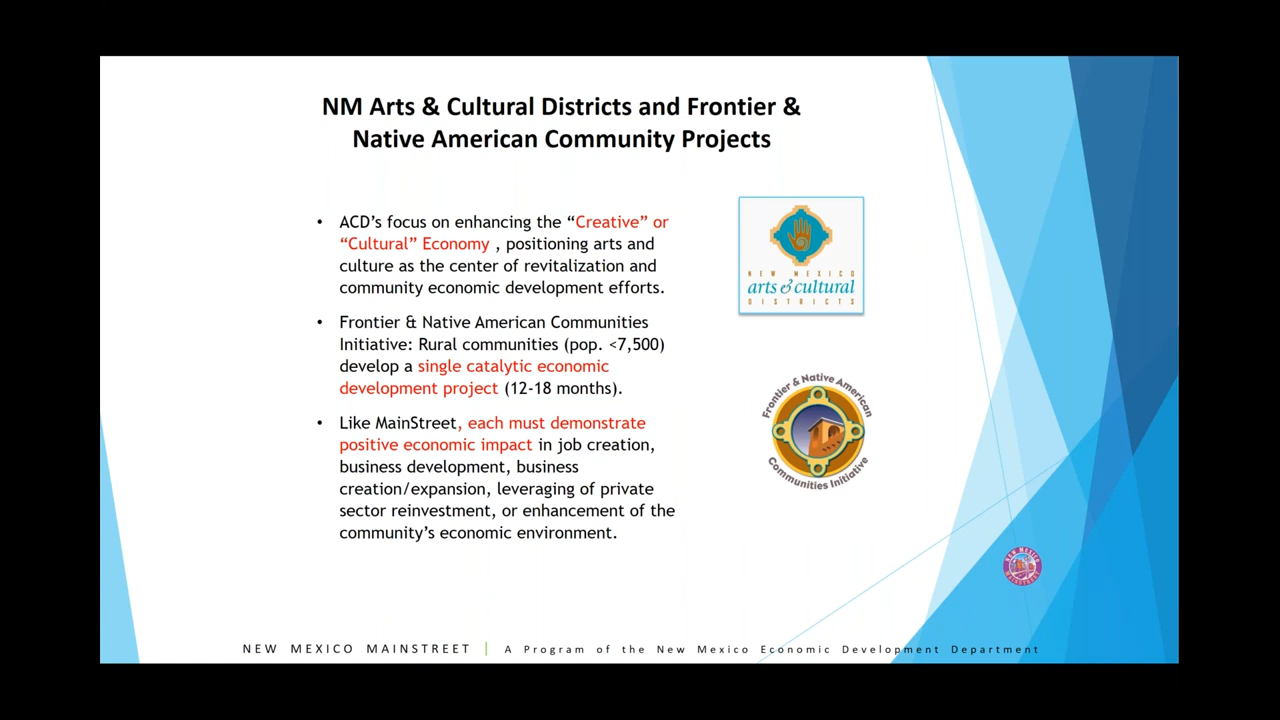 NM Arts & Cultural Districts and Frontier &
Native American Community Projects
• ACD’s focus on enhancing the “Creative” or
“Cultural” Economy , positioning arts and
culture as the center of revitalization and
community economic development efforts.
• Frontier & Native American Communities
Initiative: Rural communities (pop. <7,500)
develop a single catalytic economic
development project (12-18 months).
• Like MainStreet, each must demonstrate
positive economic impact in job creation,
business development, business
creation/expansion, leveraging of private
sector reinvestment, or enhancement of the
community’s economic environment.
NEW MEXICO
arts & cultural
DISTRICTS
Frontier & Native American
Communities Initiative
NEW MEXICO
MAINSTREET
NEW MEXICO MAINSTREET | A Program of the New Mexico Economic Development Department